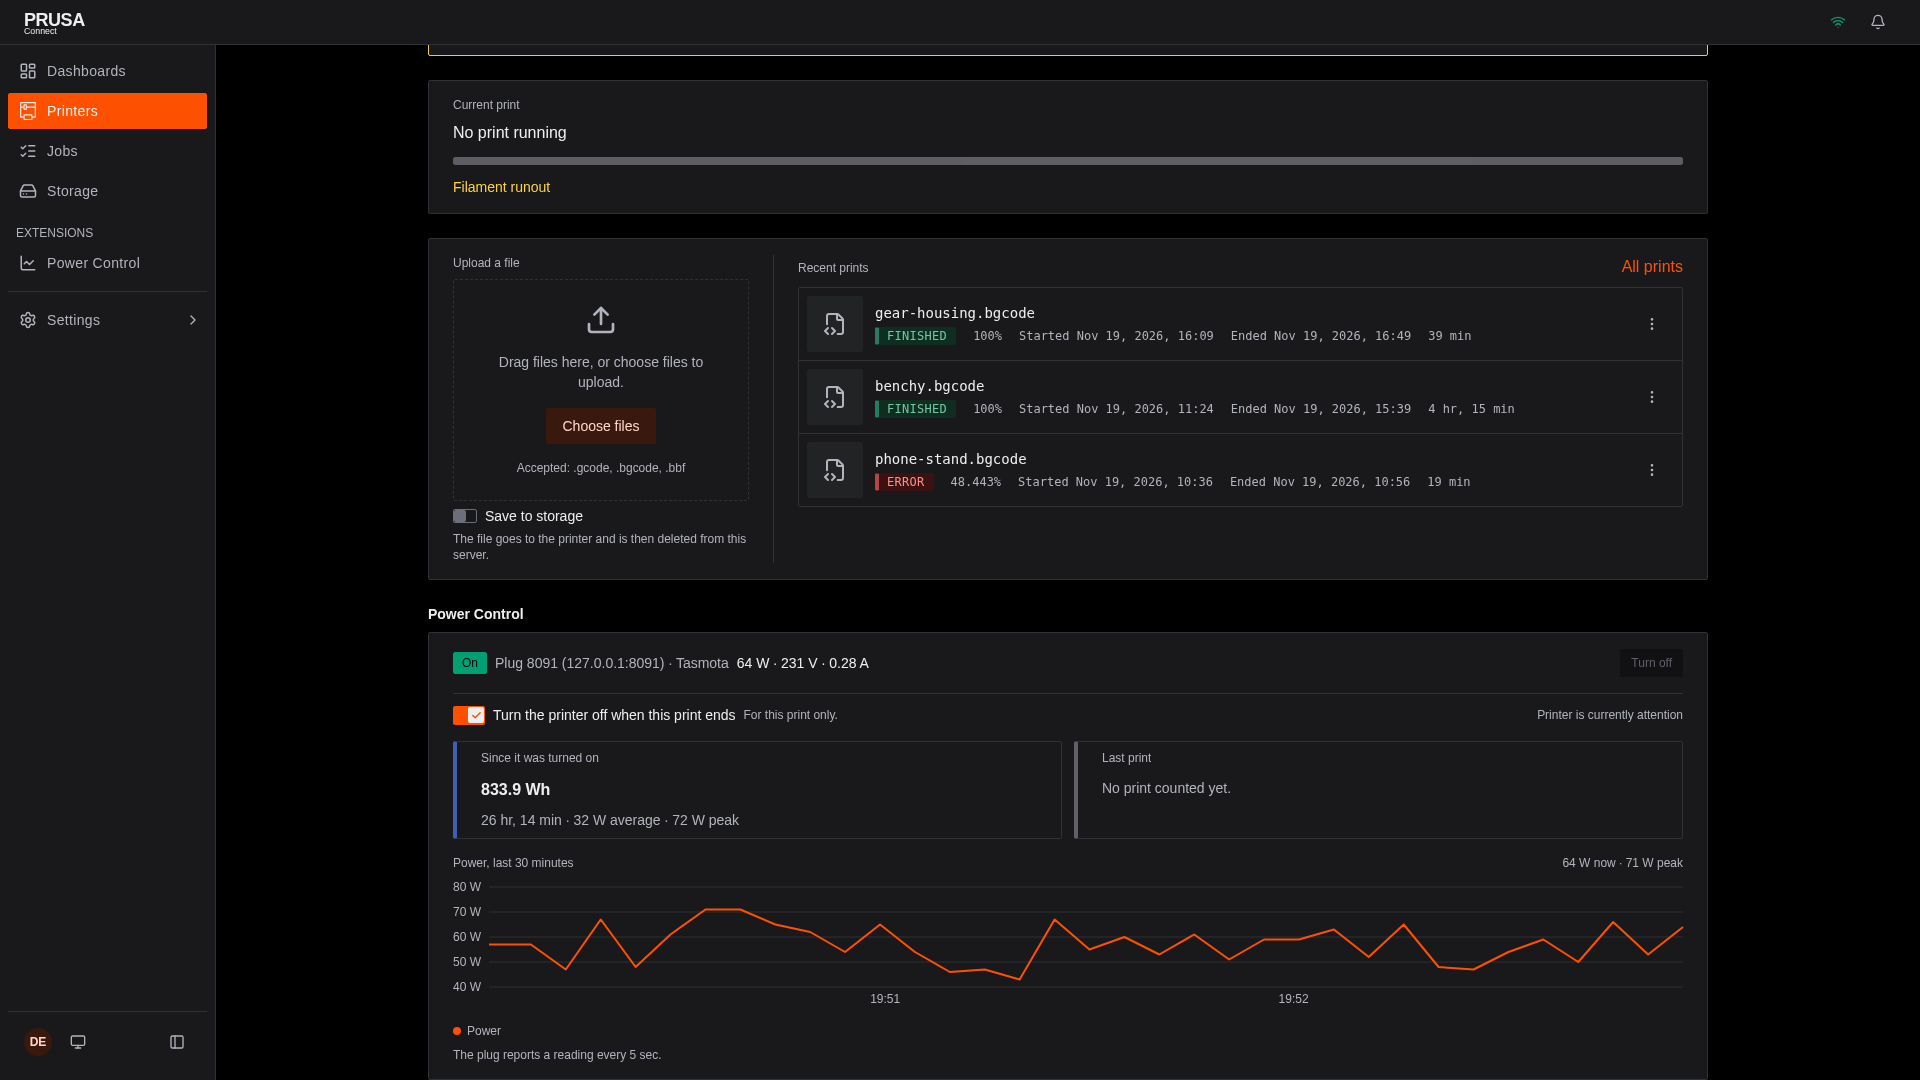 PRUSA
Connect
Dashboards
Printers
Jobs
Storage
EXTENSIONS
Power Control
Settings
DE
Current print
No print running
Filament runout
Upload a file
Drag files here, or choose files to
upload.
Choose files
Accepted: .gcode, .bgcode, .bbf
Save to storage
The file goes to the printer and is then deleted from this
server.
Recent prints
All prints
gear-housing.bgcode
FINISHED 100% Started Nov 19, 2026, 16:09 Ended Nov 19, 2026, 16:49 39 min
benchy.bgcode
FINISHED 100% Started Nov 19, 2026, 11:24 Ended Nov 19, 2026, 15:39 4 hr, 15 min
phone-stand.bgcode
ERROR 48.443% Started Nov 19, 2026, 10:36 Ended Nov 19, 2026, 10:56 19 min
Power Control
On Plug 8091 (127.0.0.1:8091) · Tasmota 64 W · 231 V · 0.28 A
Turn off
Turn the printer off when this print ends For this print only.
Printer is currently attention
Since it was turned on
833.9 Wh
26 hr, 14 min · 32 W average · 72 W peak
Last print
No print counted yet.
Power, last 30 minutes
64 W now · 71 W peak
80 W
70 W
60 W
50 W
40 W
19:51
19:52
Power
The plug reports a reading every 5 sec.